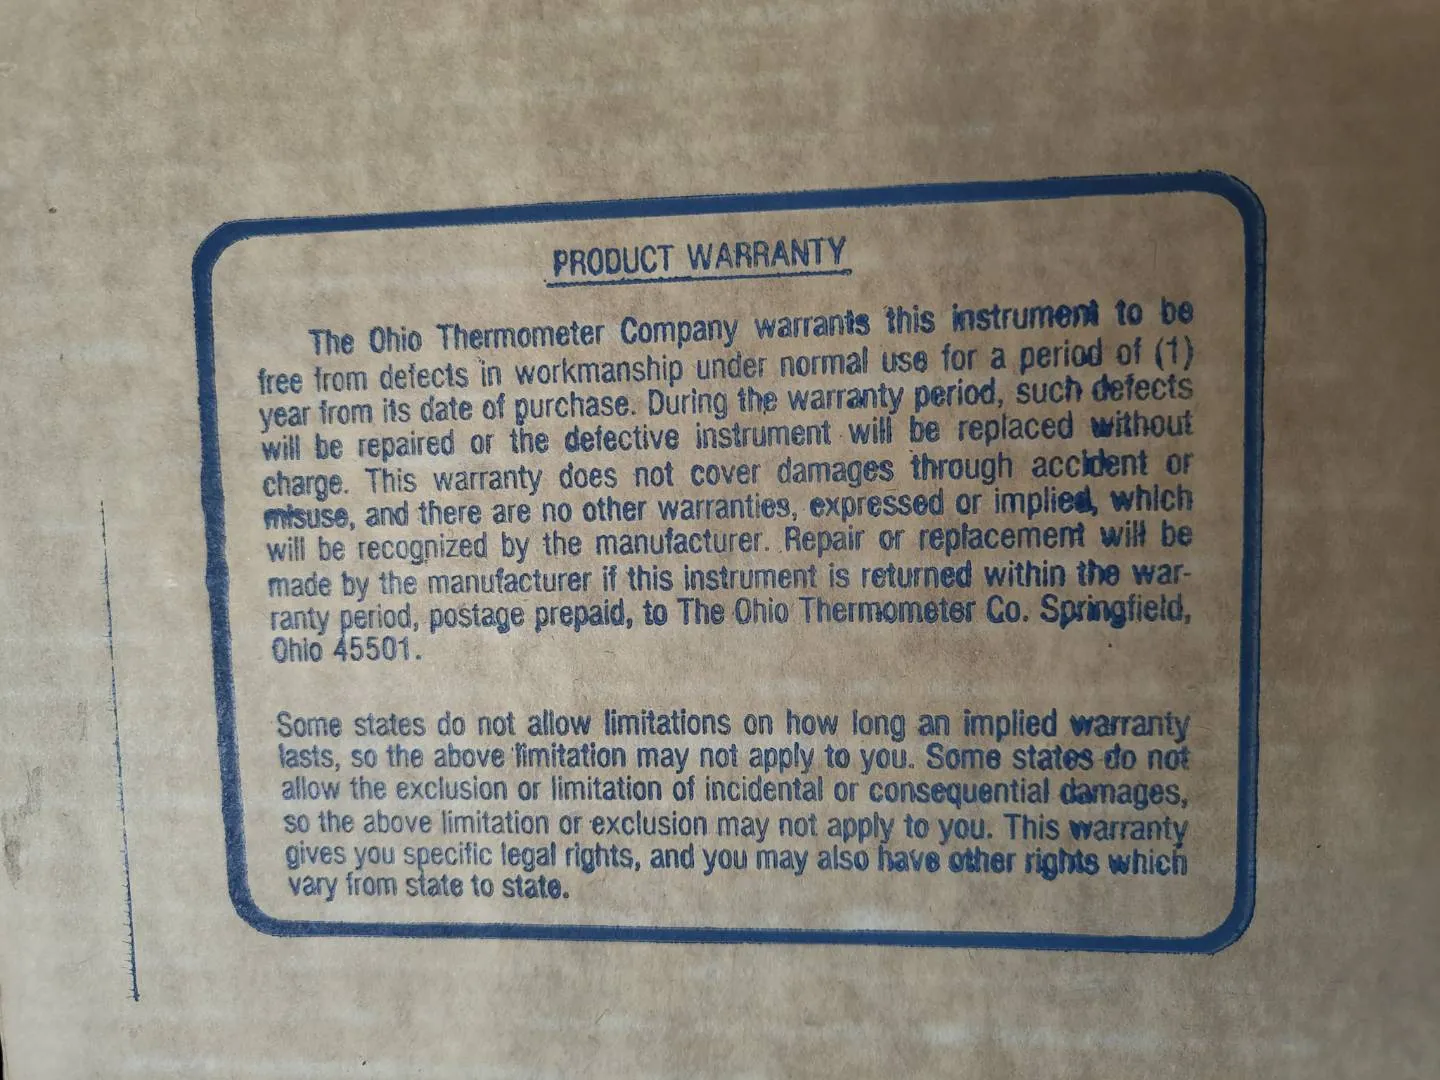 PRODUCT WARRANTY
The Ohio Thermometer Company warrants this instrument to be
free from defects in workmanship under normal use for a period of (1)
year from its date of purchase. During the warranty period, such defects
will be repaired or the defective instrument will be replaced without
charge. This warranty does not cover damages through accident or
misuse, and there are no other warranties, expressed or implied, which
will be recognized by the manufacturer. Repair or replacement will be
made by the manufacturer if this instrument is returned within the war-
ranty period, postage prepaid, to The Ohio Thermometer Co. Springfield,
Ohio 45501.
Some states do not allow limitations on how long an implied warranty
lasts, so the above limitation may not apply to you. Some states do not
allow the exclusion or limitation of incidental or consequential damages,
so the above limitation or exclusion may not apply to you. This warranty
gives you specific legal rights, and you may also have other rights which
vary from state to state.